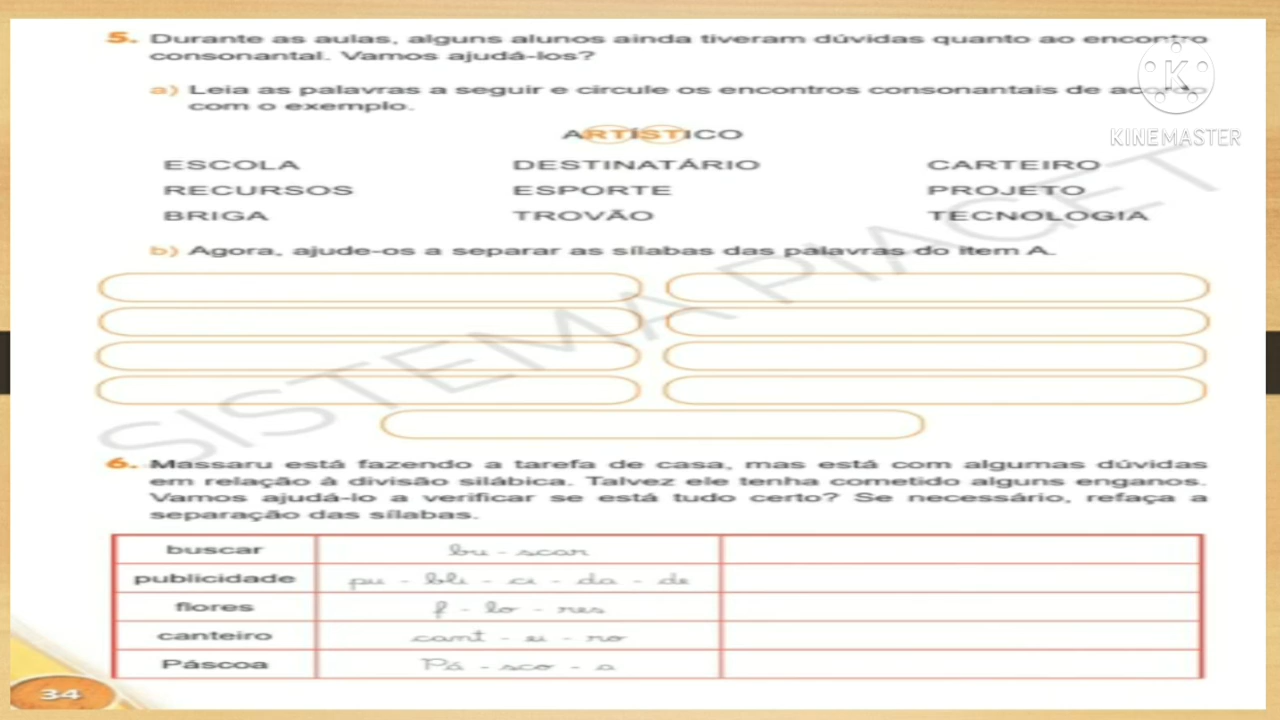 5. Durante as aulas, alguns alunos ainda tiveram dúvidas quanto ao encontro
consonantal. Vamos ajudá-los?
a) Leia as palavras a seguir e circule os encontros consonantais de acordo
com o exemplo.
ARTÍSTICO
ESCOLA DESTINATÁRIO CARTEIRO
RECURSOS ESPORTE PROJETO
BRIGA TROVÃO TECNOLOGIA
b) Agora, ajude-os a separar as sílabas das palavras do item A.
6. Massaru está fazendo a tarefa de casa, mas está com algumas dúvidas
em relação à divisão silábica. Talvez ele tenha cometido alguns enganos.
Vamos ajudá-lo a verificar se está tudo certo? Se necessário, refaça a
separação das sílabas.
buscar bu - scar
publicidade pu - bli - ci - da - de
flores f - lo - res
canteiro cant - ei - ro
Páscoa Pá - sco - a
34
SISTEMA PIAGET
K
KINEMASTER